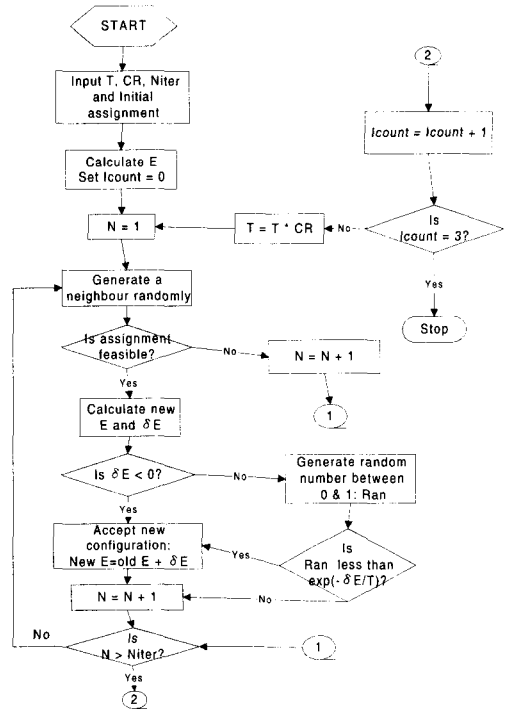 START
Input T, CR, Niter
and Initial
assignment
Calculate E
Set Icount = 0
N = 1
T = T * CR
No
Is
Icount = 3?
Icount = Icount + 1
2
Yes
Stop
Generate a
neighbour randomly
Is assignment
feasible?
No
N = N + 1
1
Yes
Calculate new
E and δE
Is δE < 0?
No
Generate random
number between
0 & 1: Ran
Yes
Accept new
configuration:
New E=old E + δE
Yes
Is
Ran less than
exp(-δE/T)?
No
N = N + 1
No
Is
N > Niter?
1
Yes
2